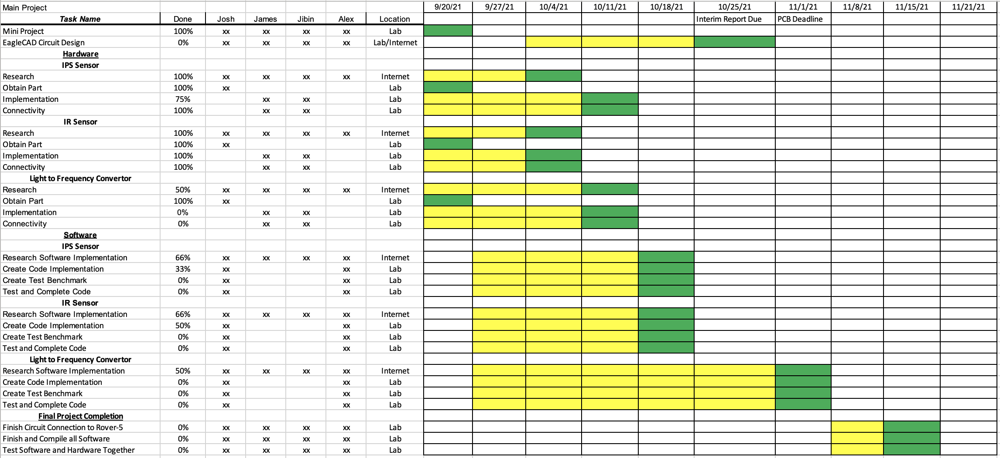 Main Project 9/20/21 9/27/21 10/4/21 10/11/21 10/18/21 10/25/21 11/1/21 11/8/21 11/15/21 11/21/21
Task Name Done Josh James Jibin Alex Location Interim Report Due PCB Deadline
Mini Project 100% xx xx xx xx Lab
EagleCAD Circuit Design 0% xx xx xx xx Lab/Internet
Hardware
IPS Sensor
Research 100% xx xx xx xx Internet
Obtain Part 100% xx Lab
Implementation 75% xx xx Lab
Connectivity 100% xx xx Lab
IR Sensor
Research 100% xx xx xx xx Internet
Obtain Part 100% xx Lab
Implementation 100% xx xx Lab
Connectivity 100% xx xx Lab
Light to Frequency Convertor
Research 50% xx xx xx xx Internet
Obtain Part 100% xx Lab
Implementation 0% xx xx Lab
Connectivity 0% xx xx Lab
Software
IPS Sensor
Research Software Implementation 66% xx xx xx xx Internet
Create Code Implementation 33% xx xx Lab
Create Test Benchmark 0% xx xx Lab
Test and Complete Code 0% xx xx Lab
IR Sensor
Research Software Implementation 66% xx xx xx xx Internet
Create Code Implementation 50% xx xx Lab
Create Test Benchmark 0% xx xx Lab
Test and Complete Code 0% xx xx Lab
Light to Frequency Convertor
Research Software Implementation 50% xx xx xx xx Internet
Create Code Implementation 0% xx xx Lab
Create Test Benchmark 0% xx xx Lab
Test and Complete Code 0% xx xx Lab
Final Project Completion
Finish Circuit Connection to Rover-5 0% xx xx xx xx Lab
Finish and Compile all Software 0% xx xx xx xx Lab
Test Software and Hardware Together 0% xx xx xx xx Lab